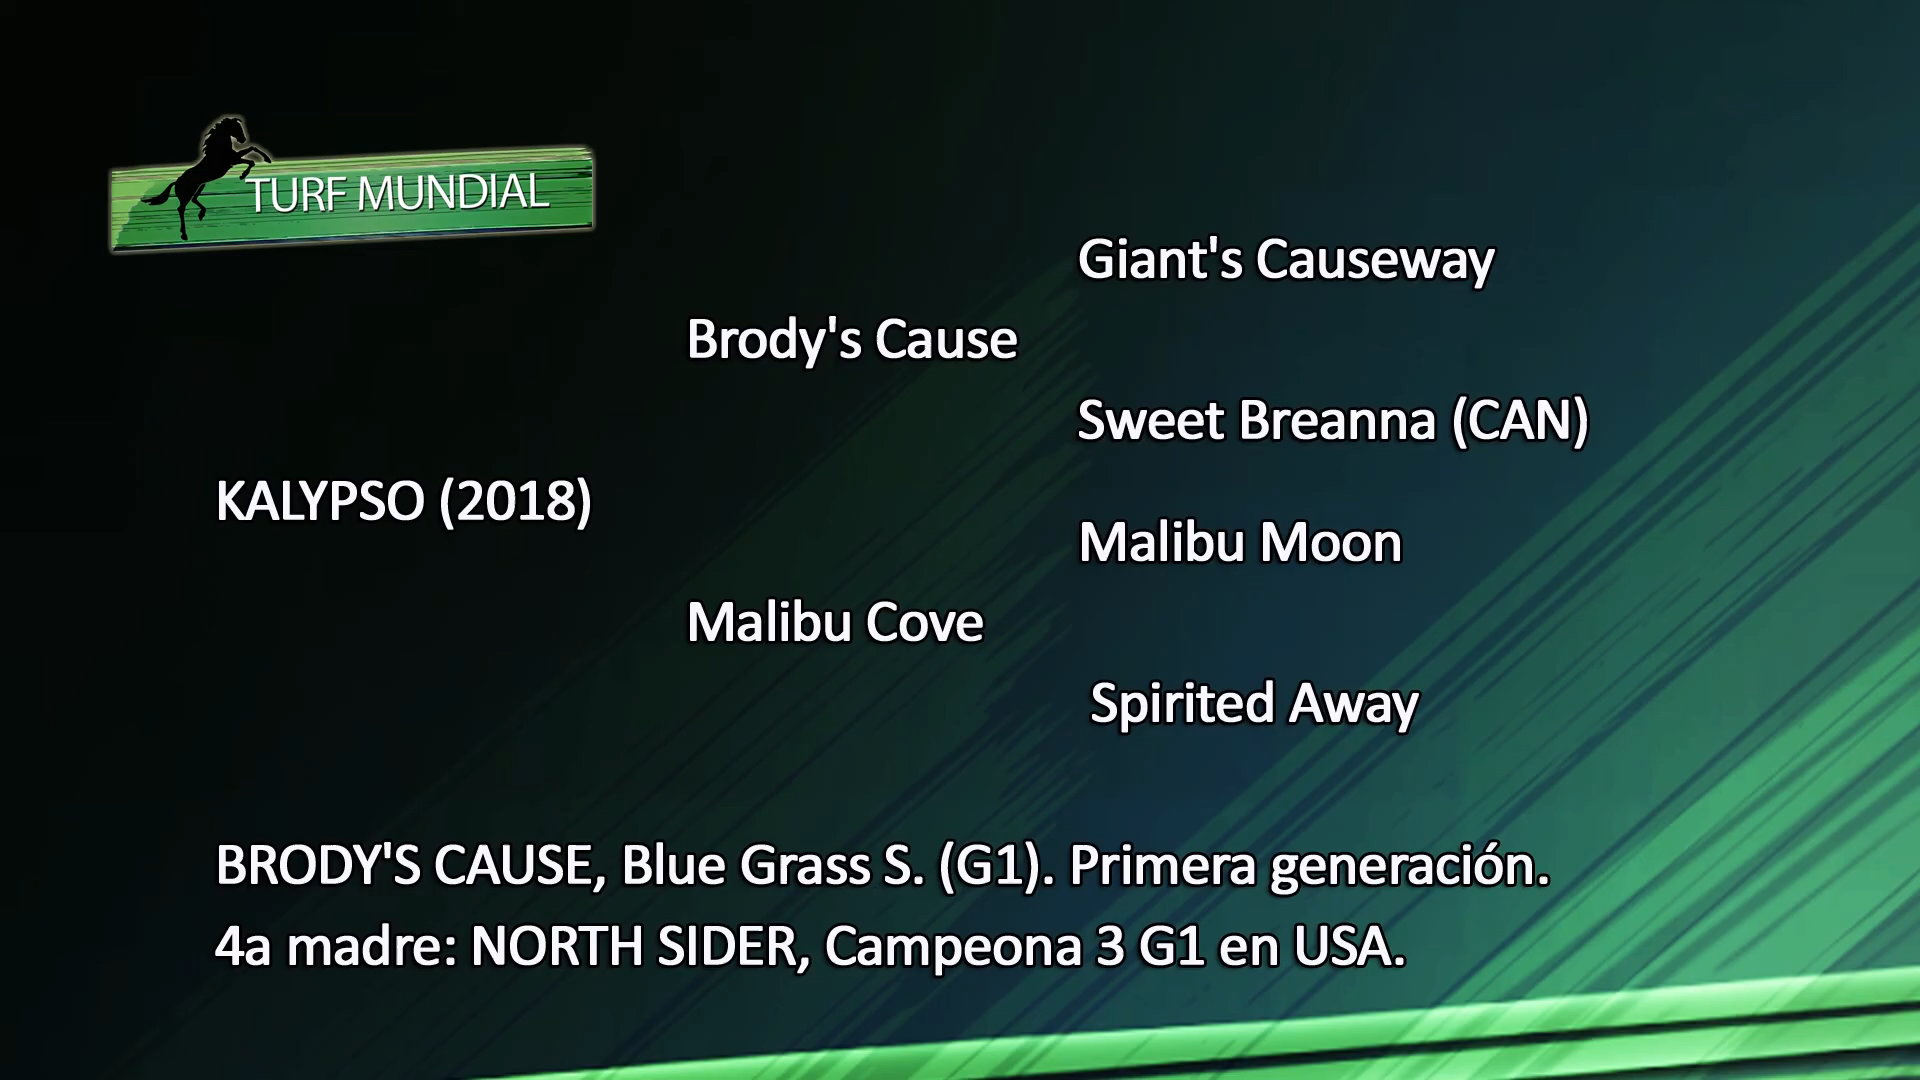 TURF MUNDIAL
Giant's Causeway
Brody's Cause
Sweet Breanna (CAN)
KALYPSO (2018)
Malibu Moon
Malibu Cove
Spirited Away
BRODY'S CAUSE, Blue Grass S. (G1). Primera generación.
4a madre: NORTH SIDER, Campeona 3 G1 en USA.